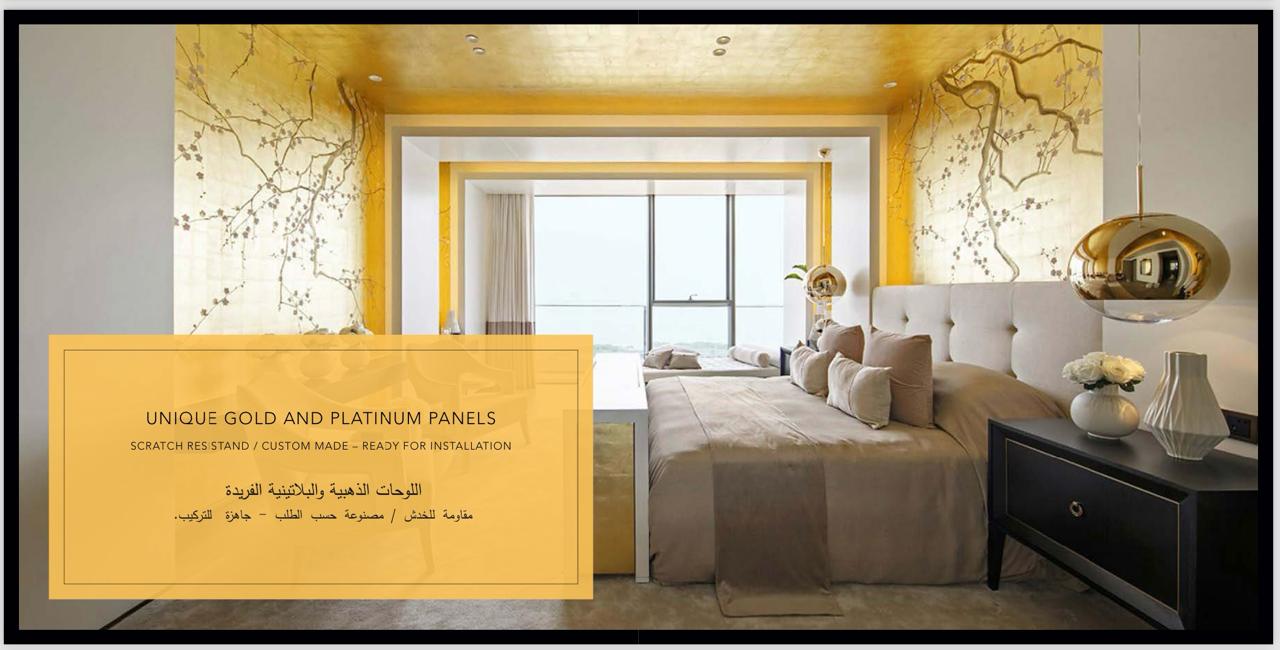 UNIQUE GOLD AND PLATINUM PANELS
SCRATCH RESISTAND / CUSTOM MADE – READY FOR INSTALLATION
اللوحات الذهبية والبلاتينية الفريدة
مقاومة للخدش / مصنوعة حسب الطلب – جاهزة للتركيب.